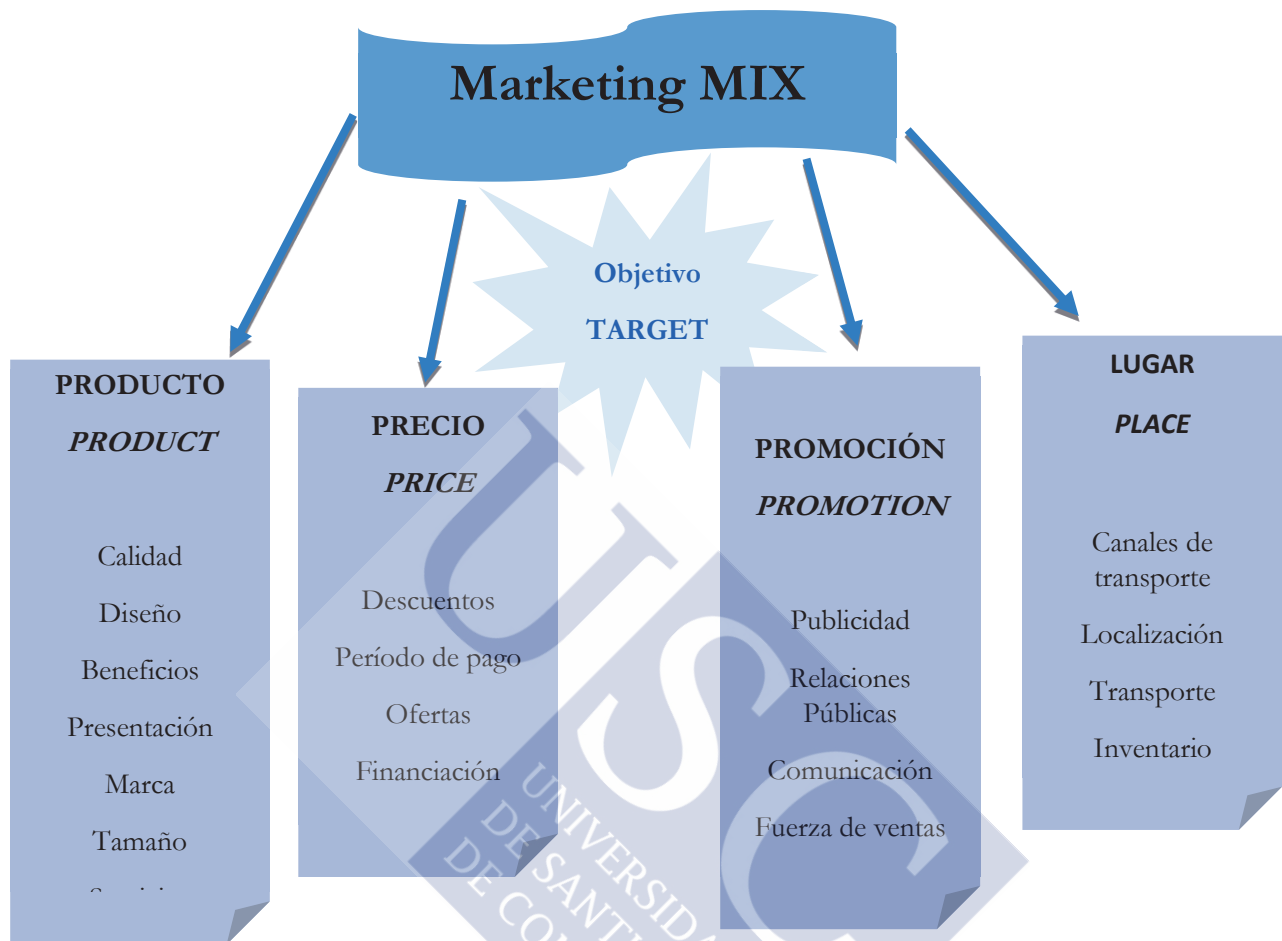 Marketing MIX
Objetivo
TARGET
PRODUCTO
PRODUCT
Calidad
Diseño
Beneficios
Presentación
Marca
Tamaño
PRECIO
PRICE
Descuentos
Período de pago
Ofertas
Financiación
PROMOCIÓN
PROMOTION
Publicidad
Relaciones
Públicas
Comunicación
Fuerza de ventas
LUGAR
PLACE
Canales de
transporte
Localización
Transporte
Inventario
USC
DE